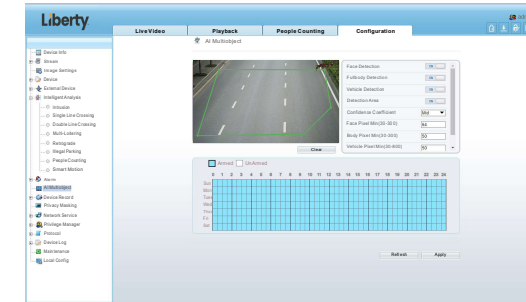 Liberty
Live Video
Playback
People Counting
Configuration
AI Multiobject
Device Info
Stream
Image Settings
Device
External Device
Intelligent Analysis
Intrusion
Single Line Crossing
Double Line Crossing
Multi-Loitering
Retrograde
Illegal Parking
People Counting
Smart Motion
Alarm
AI Multiobject
Device Record
Privacy Masking
Network Service
Privilege Manager
Protocol
Device Log
Maintenance
Local Config
Face Detection
Fullbody Detection
Vehicle Detection
Detection Area
Confidence Coefficient
Mid
Face Pixel Min(30-300)
Body Pixel Min(30-300)
50
Vehicle Pixel Min(30-800)
50
Clear
Armed
Unarmed
0 1 2 3 4 5 6 7 8 9 10 11 12 13 14 15 16 17 18 19 20 21 22 23 24
Sun
Mon
Tue
Wed
Thu
Fri
Sat
Refresh
Apply